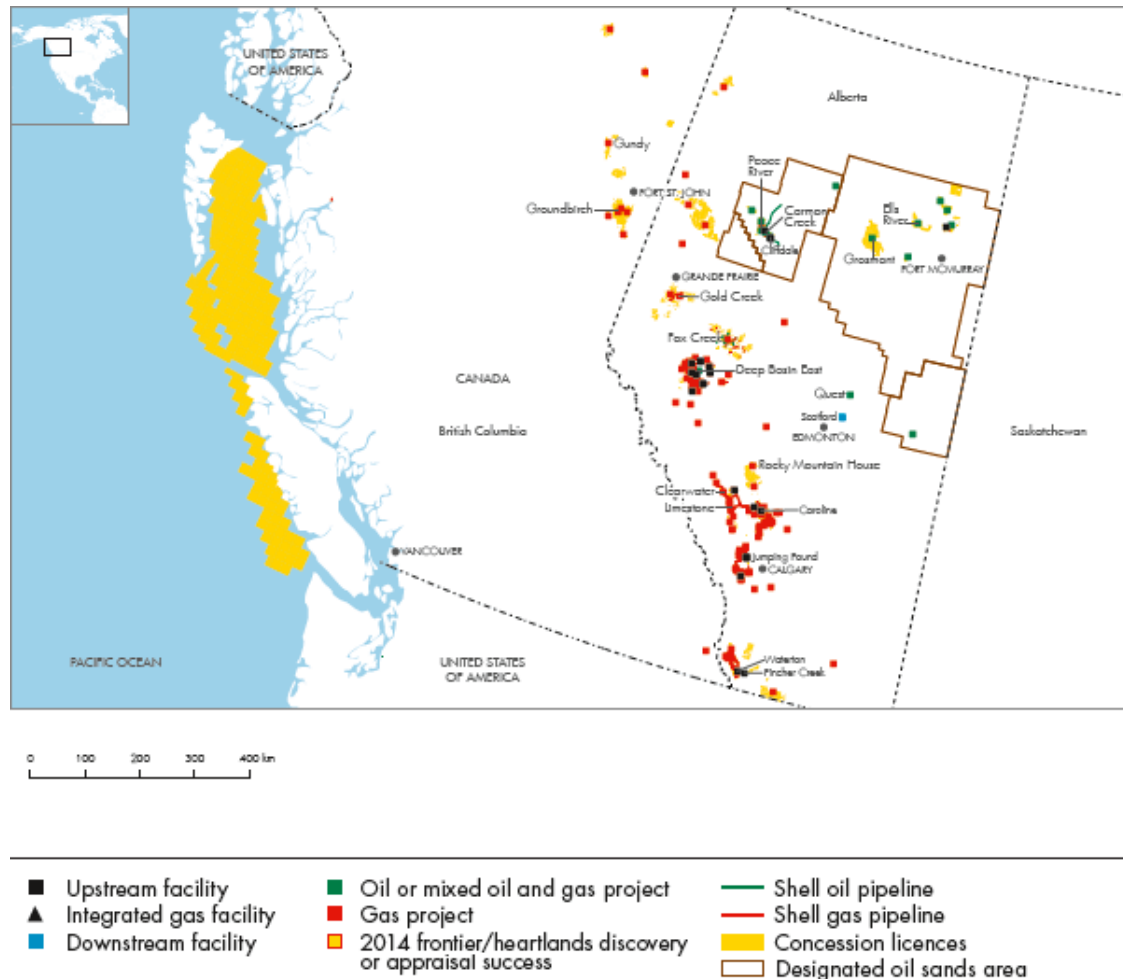 UNITED STATES
OF AMERICA
Alberta
Gundy
Peace
River
FORT ST. JOHN
Carmon
Creek
Groundbirch
Cliffdale
Ells
River
Grosmont
FORT MCMURRAY
GRANDE PRAIRIE
Gold Creek
Fox Creek
Deep Basin East
CANADA
Quest
Scotford
British Columbia
EDMONTON
Saskatchewan
Rocky Mountain House
Clearwater
Limestone
Caroline
VANCOUVER
Jumping Pound
CALGARY
PACIFIC OCEAN
UNITED STATES
OF AMERICA
Waterton
Pincher Creek
0 100 200 300 400 km
Upstream facility
Integrated gas facility
Downstream facility
Oil or mixed oil and gas project
Gas project
2014 frontier/heartlands discovery
or appraisal success
Shell oil pipeline
Shell gas pipeline
Concession licences
Designated oil sands area